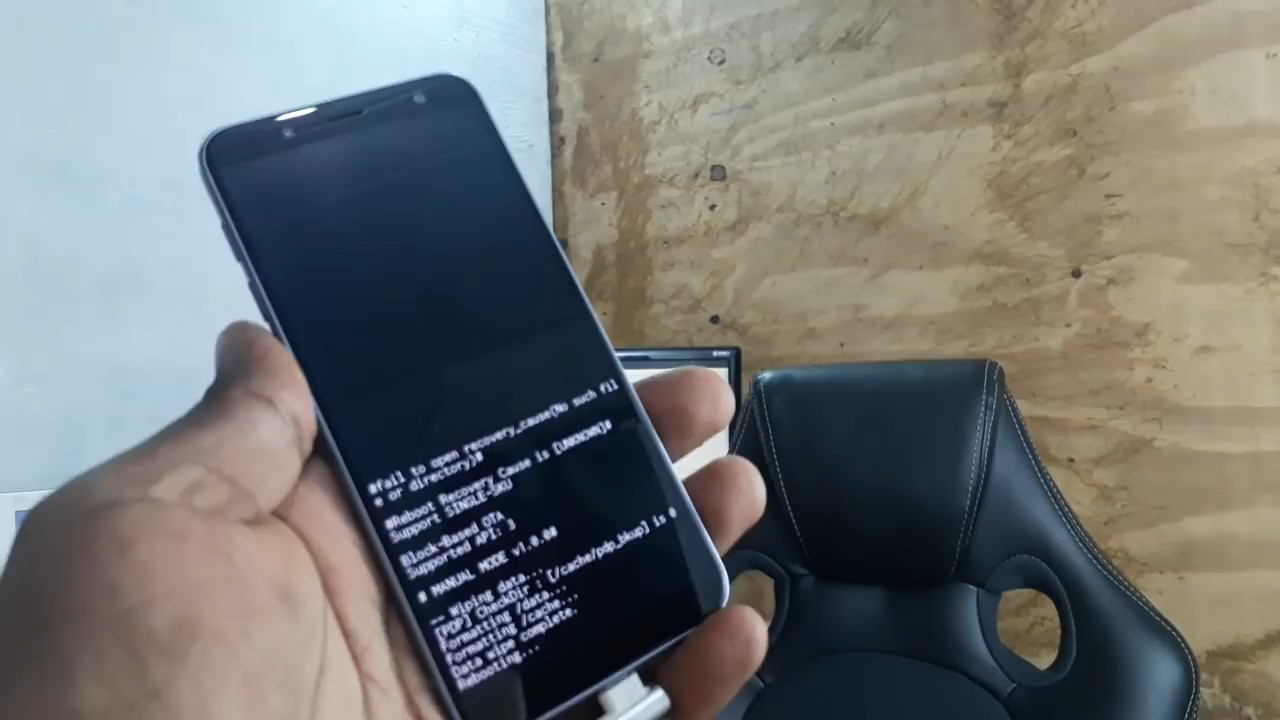 #fail to open recovery_cause(No such fil
e or directory)#
#Reboot Recovery Cause is [UNKNOWN]#
Support SINGLE-SKU
Block-Based OTA
Supported API: 3
# MANUAL MODE v1.0.0#
-- Wiping data...
[PDP] CheckDir : [/cache/pdp_bkup] is 0
Formatting /data...
Formatting /cache...
Data wipe complete.
Rebooting...